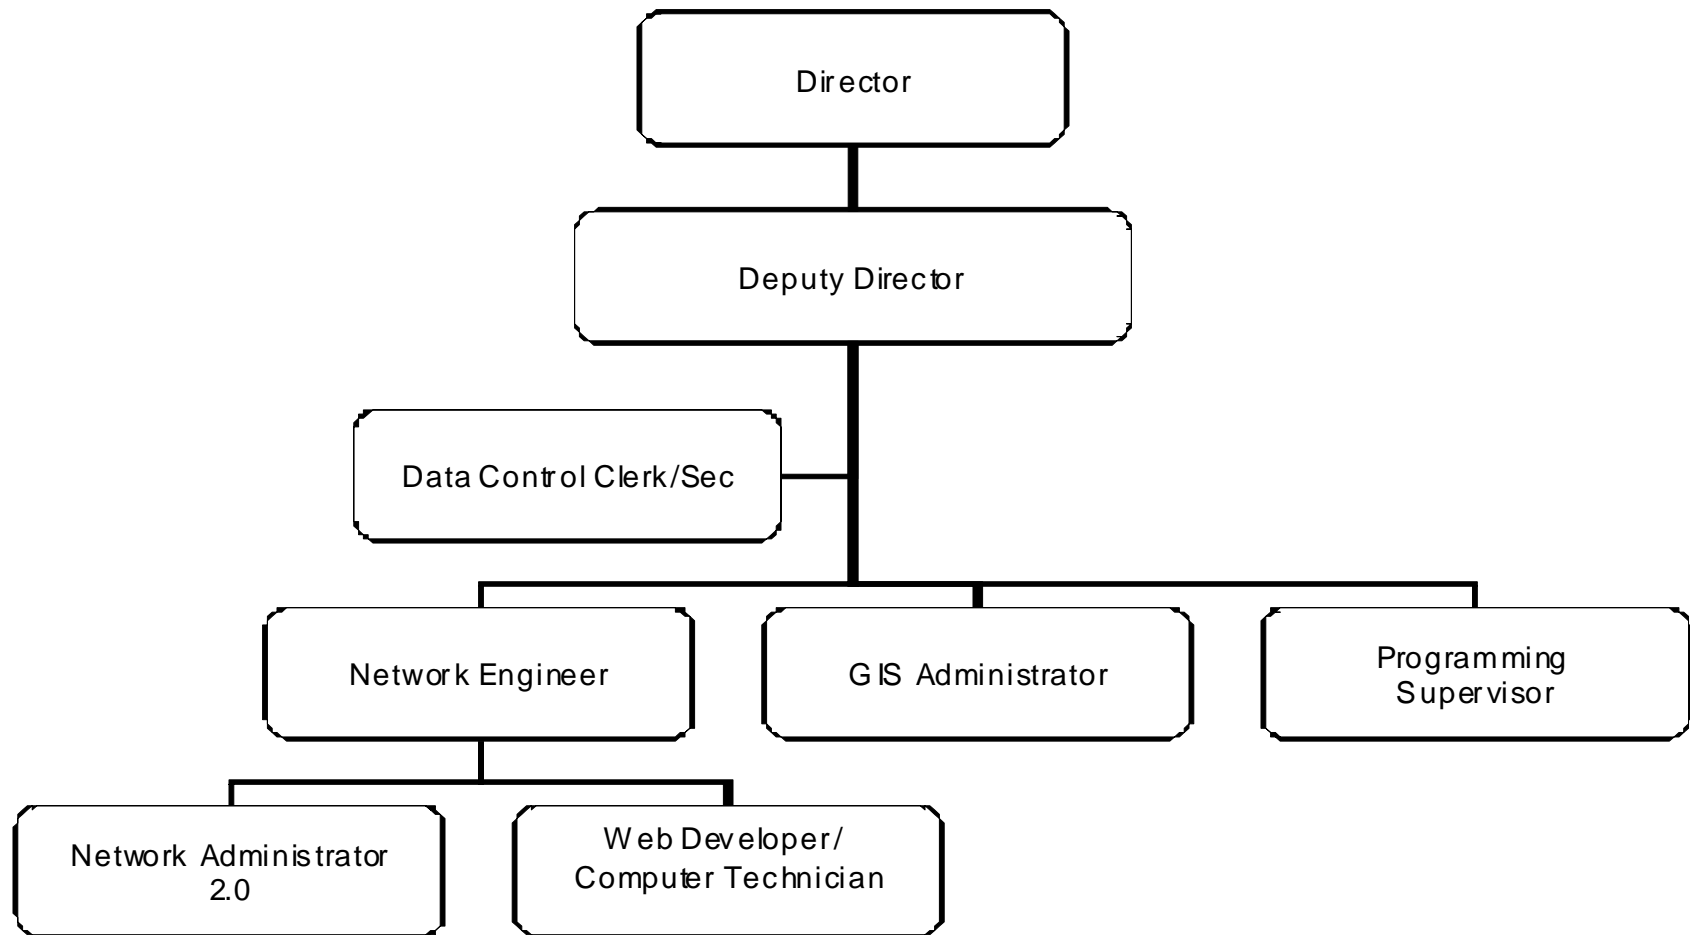 Director
Deputy Director
Data Control Clerk/Sec
Network Engineer
GIS Administrator
Programming
Supervisor
Network Administrator
2.0
Web Developer/
Computer Technician